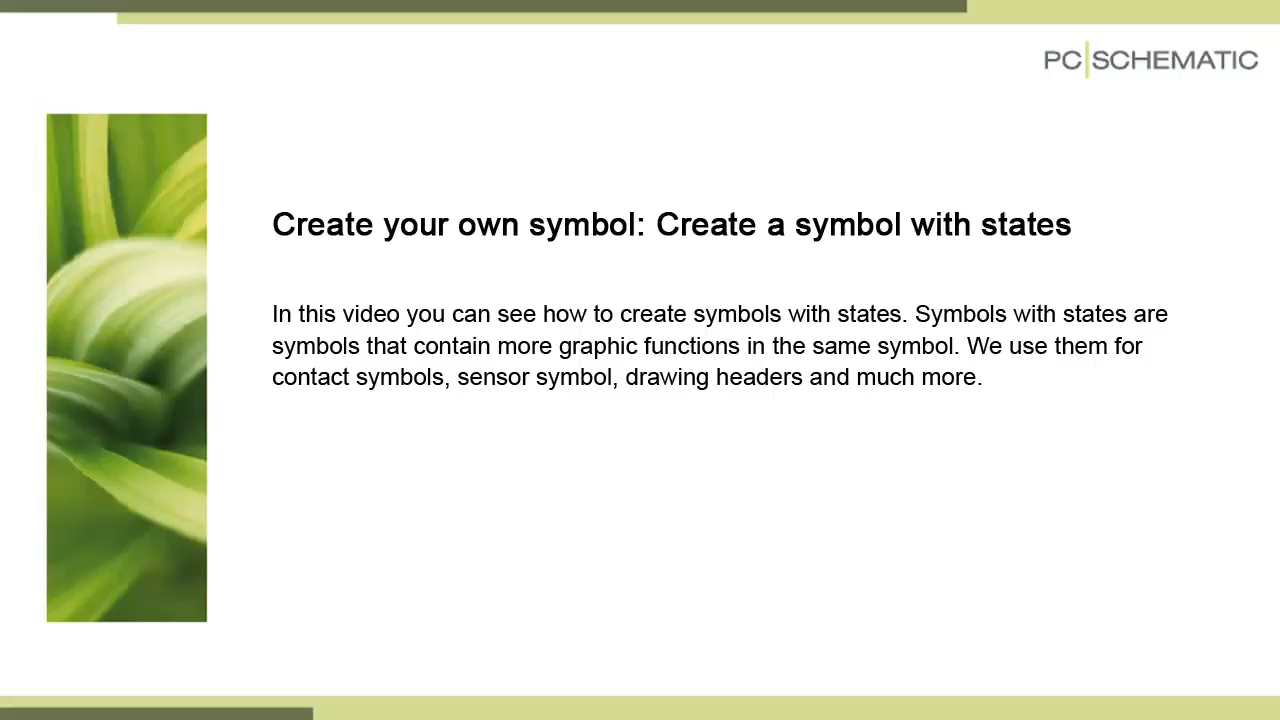 PC|SCHEMATIC
Create your own symbol: Create a symbol with states
In this video you can see how to create symbols with states. Symbols with states are
symbols that contain more graphic functions in the same symbol. We use them for
contact symbols, sensor symbol, drawing headers and much more.